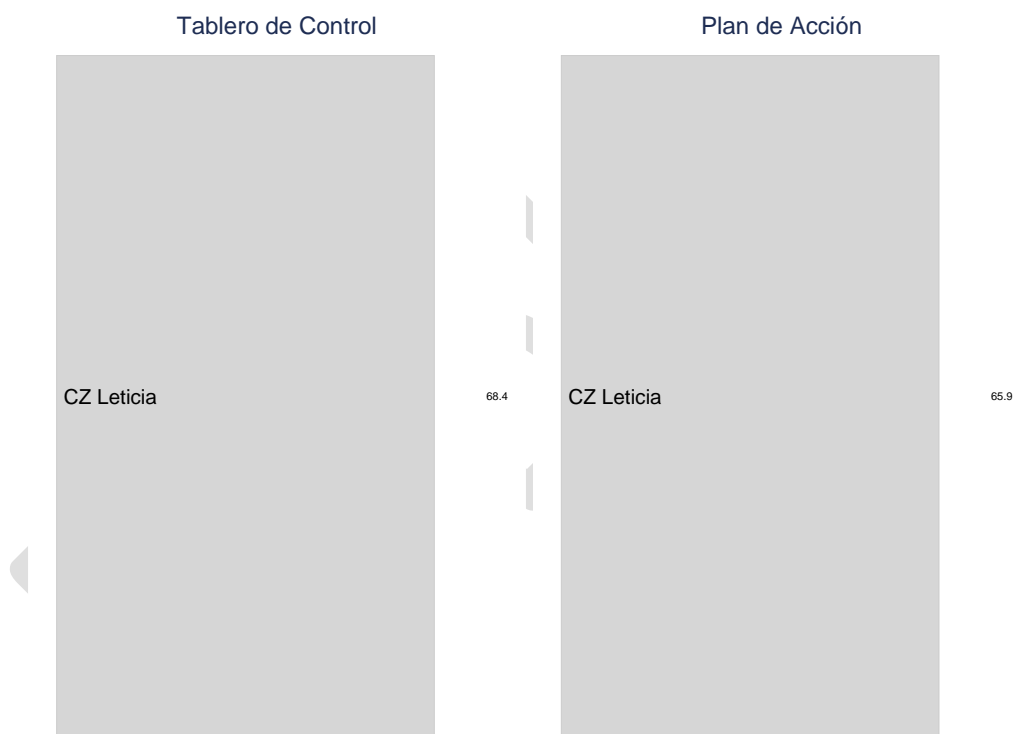 Tablero de Control
CZ Leticia
68.4
Plan de Acción
CZ Leticia
65.9